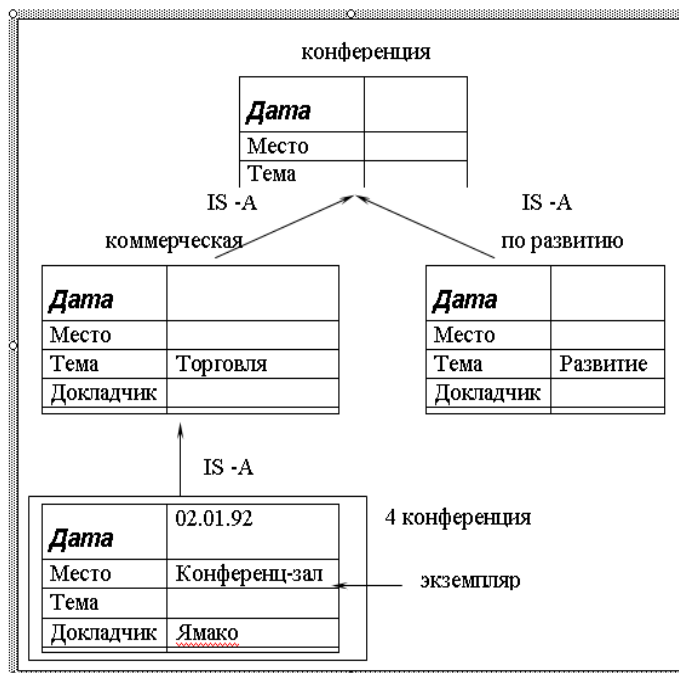 конференция
Дата
Место
Тема
IS -A IS -A
коммерческая по развитию
Дата
Место
Тема Торговля
Докладчик
Дата
Место
Тема Развитие
Докладчик
IS -A
4 конференция
Дата 02.01.92
Место Конференц-зал
экземпляр
Тема
Докладчик Ямако